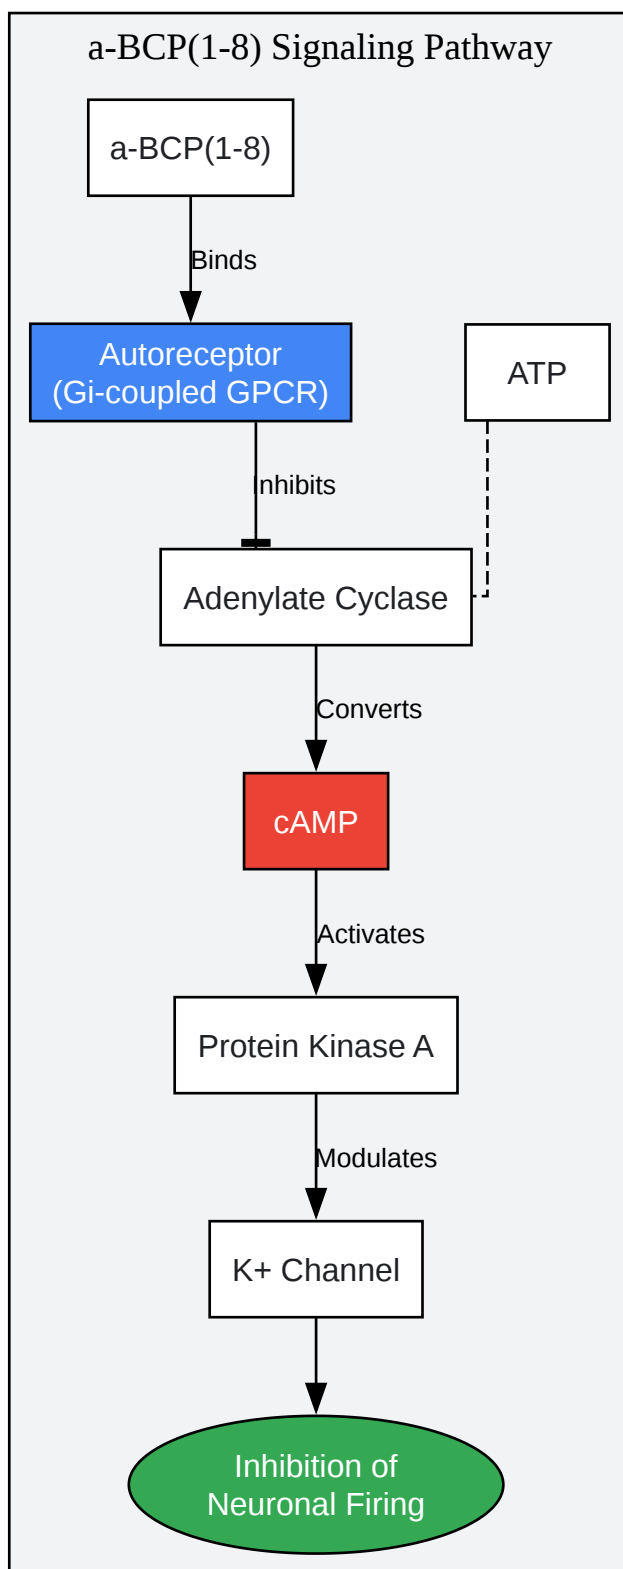 a-BCP(1-8) Signaling Pathway
a-BCP(1-8)
Binds
Autoreceptor
(Gi-coupled GPCR)
ATP
Inhibits
Adenylate Cyclase
Converts
cAMP
Activates
Protein Kinase A
Modulates
K+ Channel
Inhibition of
Neuronal Firing